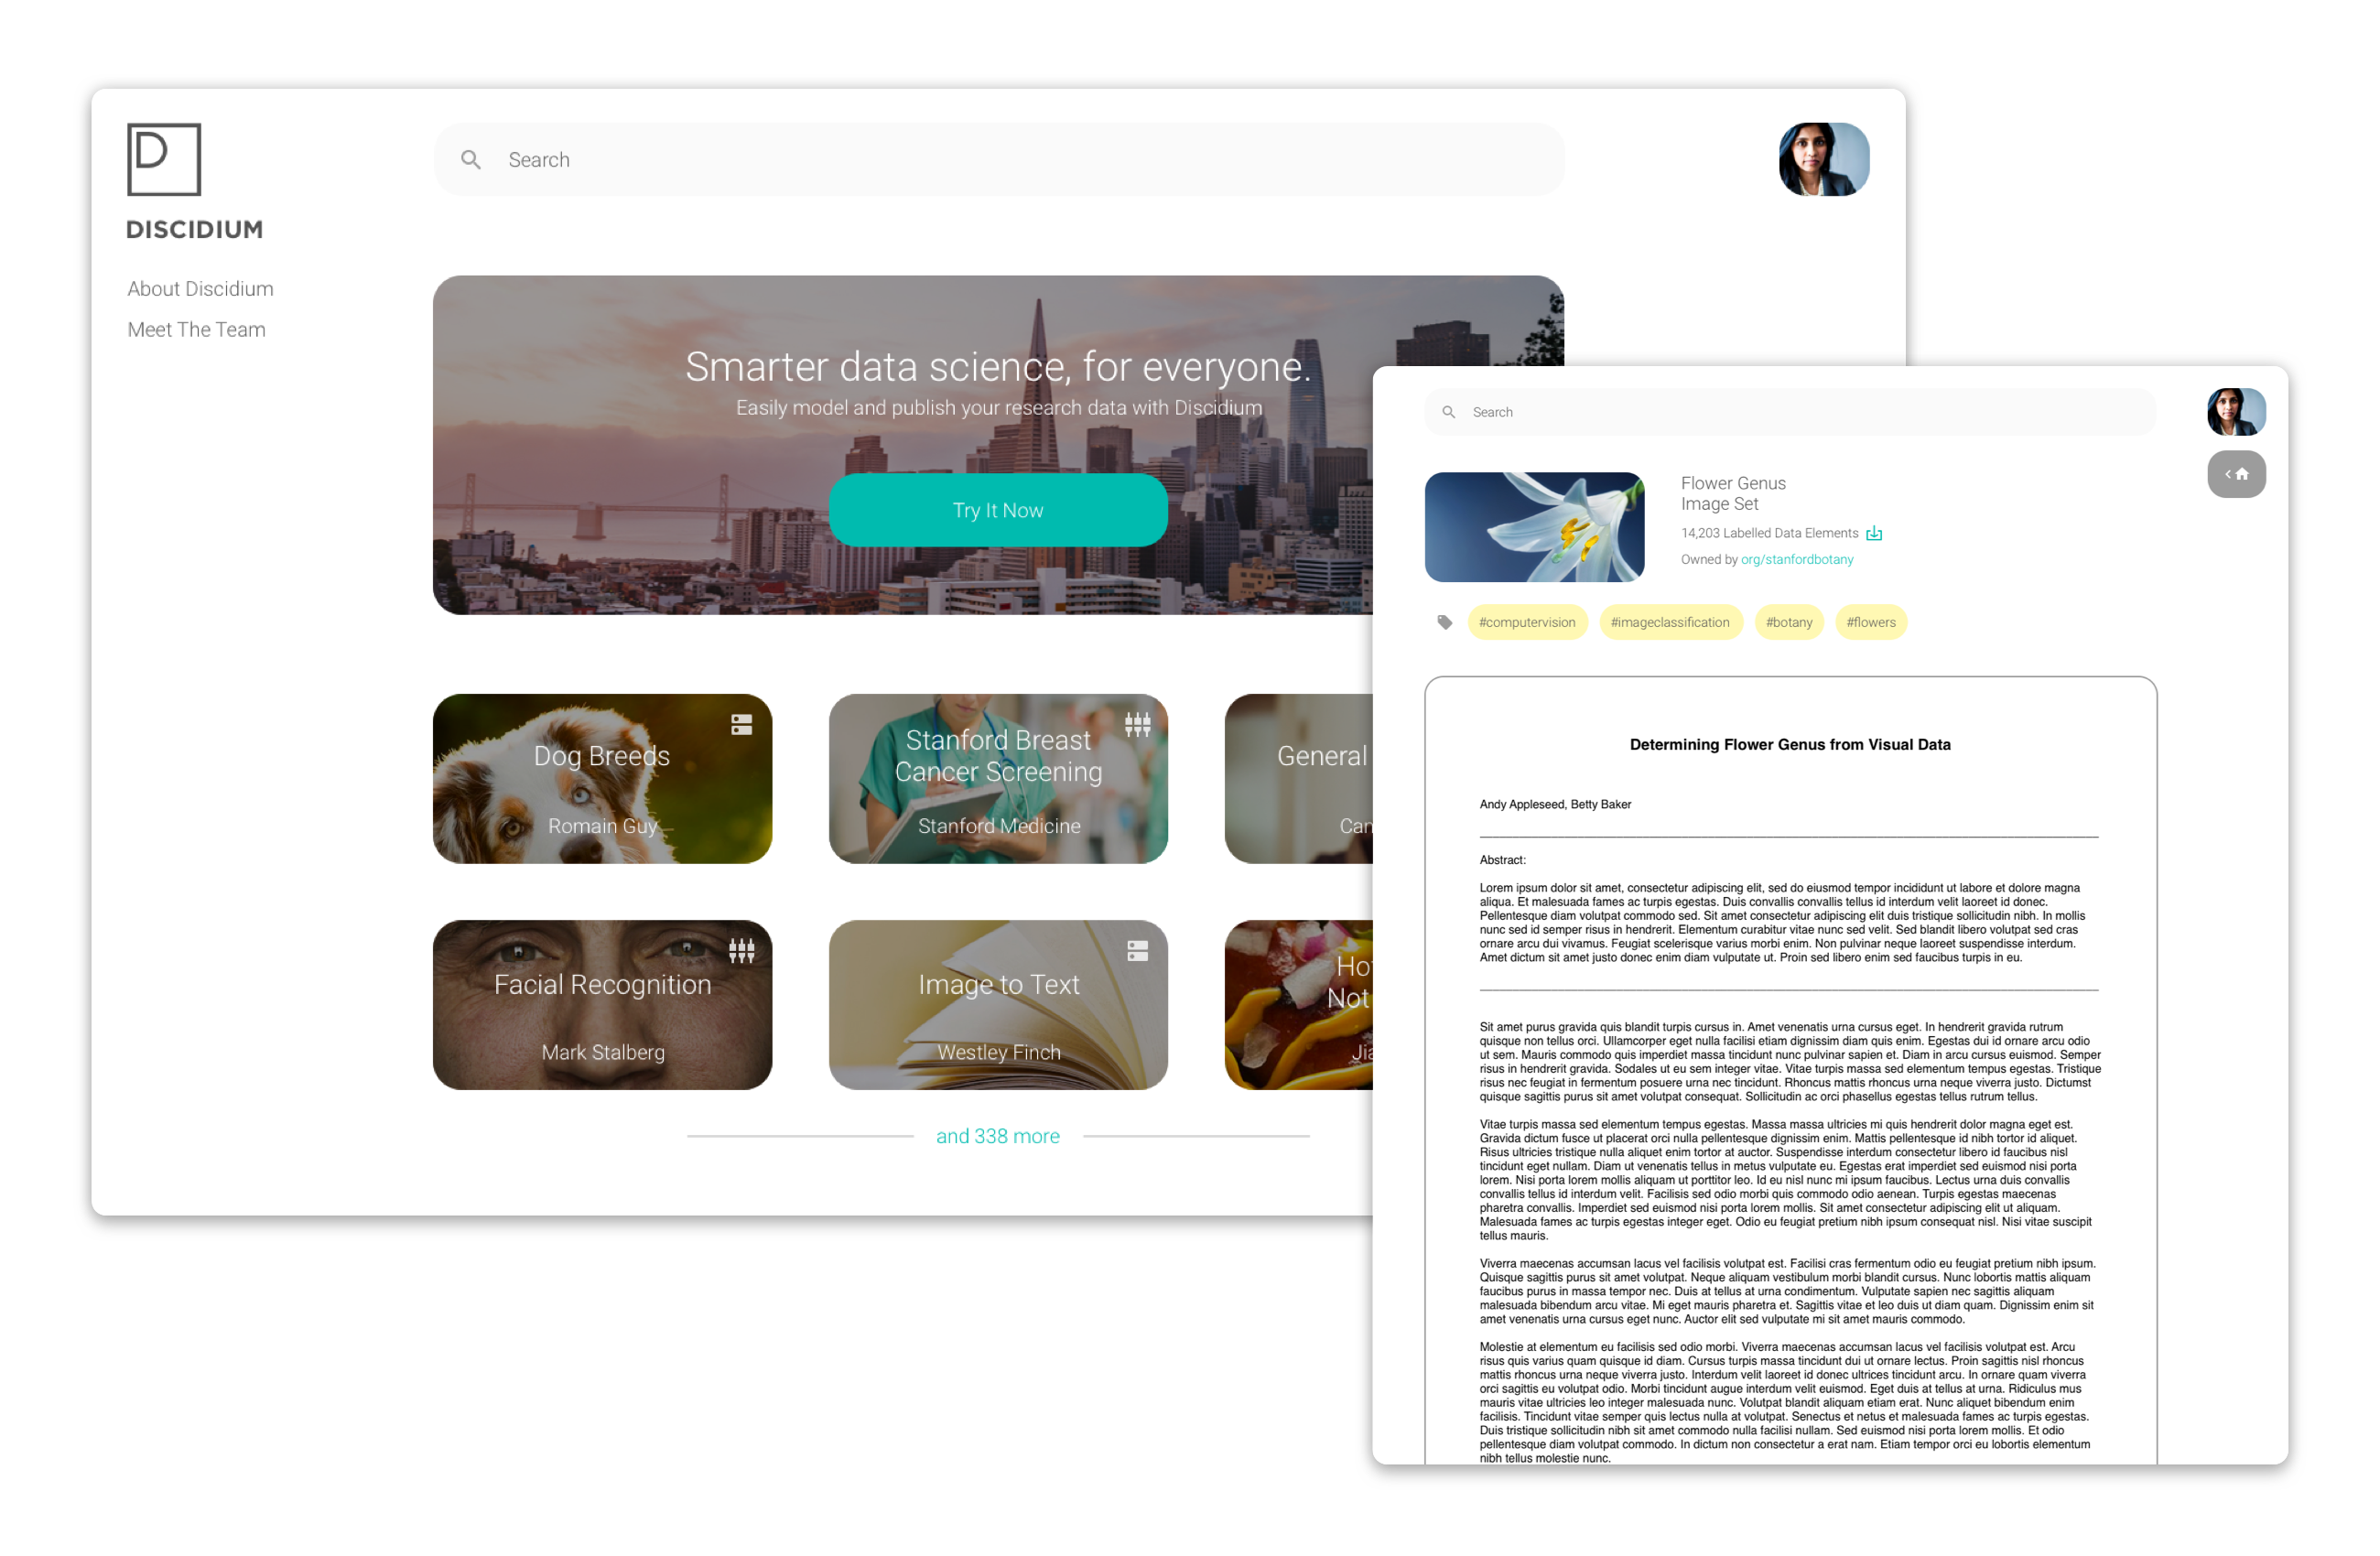 D
DISCIDIUM
About Discidium
Meet The Team
Search
Smarter data science, for everyone.
Easily model and publish your research data with Discidium
Try It Now
Dog Breeds
Romain Guy
Stanford Breast
Cancer Screening
Stanford Medicine
General
Facial Recognition
Mark Stalberg
Image to Text
Westley Finch
Not
and 338 more
Search
Flower Genus
Image Set
14,203 Labelled Data Elements
Owned by org/stanfordbotany
#computervision #imageclassification #botany #flowers
Determining Flower Genus from Visual Data
Andy Appleseed, Betty Baker
Abstract:
Lorem ipsum dolor sit amet, consectetur adipiscing elit, sed do eiusmod tempor incididunt ut labore et dolore magna
aliqua. Et malesuada fames ac turpis egestas. Duis convallis convallis tellus id interdum velit laoreet id donec.
Pellentesque diam volutpat commodo sed. Sit amet consectetur adipiscing elit duis tristique sollicitudin nibh. In mollis
nunc sed id semper risus in hendrerit. Elementum curabitur vitae nunc sed velit. Sed blandit libero volutpat sed cras
ornare arcu dui vivamus. Feugiat scelerisque varius morbi enim. Non pulvinar neque laoreet suspendisse interdum.
Amet dictum sit amet justo donec enim diam vulputate ut. Proin sed libero enim sed faucibus turpis in eu.
Sit amet purus gravida quis blandit turpis cursus in. Amet venenatis urna cursus eget. In hendrerit gravida rutrum
quisque non tellus orci. Ullamcorper eget nulla facilisi etiam dignissim diam quis enim. Egestas dui id ornare arcu odio
ut sem. Mauris commodo quis imperdiet massa tincidunt nunc pulvinar sapien et. Diam in arcu cursus euismod. Semper
risus in hendrerit gravida. Sodales ut eu sem integer vitae. Vitae turpis massa sed elementum tempus egestas. Tristique
risus nec feugiat in fermentum posuere urna nec tincidunt. Rhoncus mattis rhoncus urna neque viverra justo. Dictumst
quisque sagittis purus sit amet volutpat consequat. Sollicitudin ac orci phasellus egestas tellus rutrum tellus.
Vitae turpis massa sed elementum tempus egestas. Massa massa ultricies mi quis hendrerit dolor magna eget est.
Gravida dictum fusce ut placerat orci nulla pellentesque dignissim enim. Mattis pellentesque id nibh tortor id aliquet.
Risus ultricies tristique nulla aliquet enim tortor at auctor. Suspendisse interdum consectetur libero id faucibus nisl
tincidunt eget nullam. Diam ut venenatis tellus in metus vulputate eu. Egestas erat imperdiet sed euismod nisi porta
lorem. Nisi porta lorem mollis aliquam ut porttitor leo. Id eu nisl nunc mi ipsum faucibus. Lectus urna duis convallis
convallis tellus id interdum velit. Facilisis sed odio morbi quis commodo odio aenean. Turpis egestas maecenas
pharetra convallis. Imperdiet sed euismod nisi porta lorem mollis. Sit amet consectetur adipiscing elit ut aliquam.
Malesuada fames ac turpis egestas integer eget. Odio eu feugiat pretium nibh ipsum consequat nisl. Nisi vitae suscipit
tellus mauris.
Viverra maecenas accumsan lacus vel facilisis volutpat est. Facilisi cras fermentum odio eu feugiat pretium nibh ipsum.
Quisque sagittis purus sit amet volutpat. Neque aliquam vestibulum morbi blandit cursus. Nunc lobortis mattis aliquam
faucibus purus in massa tempor nec. Duis at tellus at urna condimentum. Vulputate sapien nec sagittis aliquam
malesuada bibendum arcu vitae. Mi eget mauris pharetra et. Sagittis vitae et leo duis ut diam quam. Dignissim enim sit
amet venenatis urna cursus eget nunc. Auctor elit sed vulputate mi sit amet mauris commodo.
Molestie at elementum eu facilisis sed odio morbi. Viverra maecenas accumsan lacus vel facilisis volutpat est. Arcu
risus quis varius quam quisque id diam. Cursus turpis massa tincidunt dui ut ornare lectus. Proin sagittis nisl rhoncus
mattis rhoncus urna neque viverra justo. Interdum velit laoreet id donec ultrices tincidunt arcu. In ornare quam viverra
orci sagittis eu volutpat odio. Morbi tincidunt augue interdum velit euismod. Eget duis at tellus at urna. Ridiculus mus
mauris vitae ultricies leo integer malesuada nunc. Volutpat blandit aliquam etiam erat. Nunc aliquet bibendum enim
facilisis. Tincidunt vitae semper quis lectus nulla at volutpat. Senectus et netus et malesuada fames ac turpis egestas.
Duis tristique sollicitudin nibh sit amet commodo nulla facilisi nullam. Sed euismod nisi porta lorem mollis. Et odio
pellentesque diam volutpat commodo. In dictum non consectetur a erat nam. Etiam tempor orci eu lobortis elementum
nibh tellus molestie nunc.